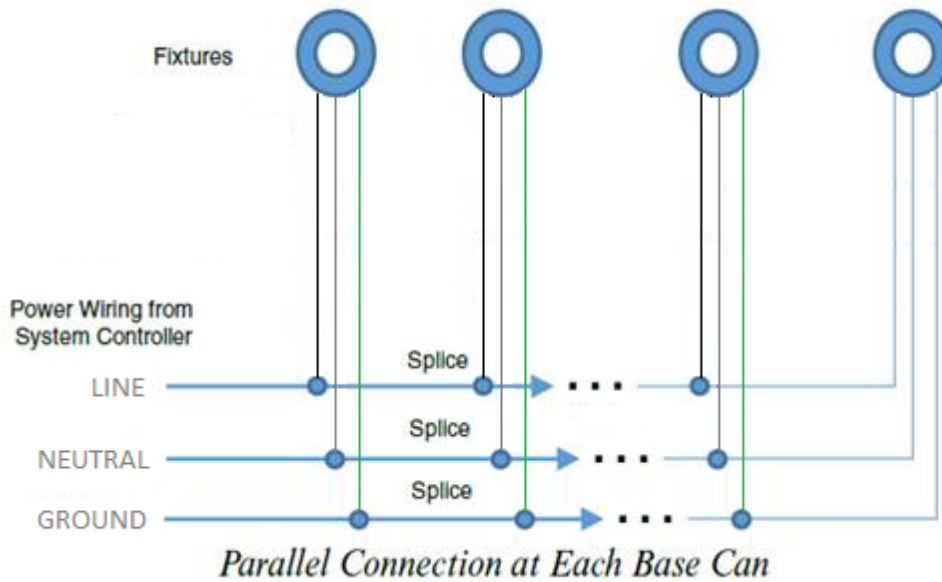 Fixtures
Power Wiring from
System Controller
Splice
LINE
Splice
NEUTRAL
Splice
GROUND
Parallel Connection at Each Base Can